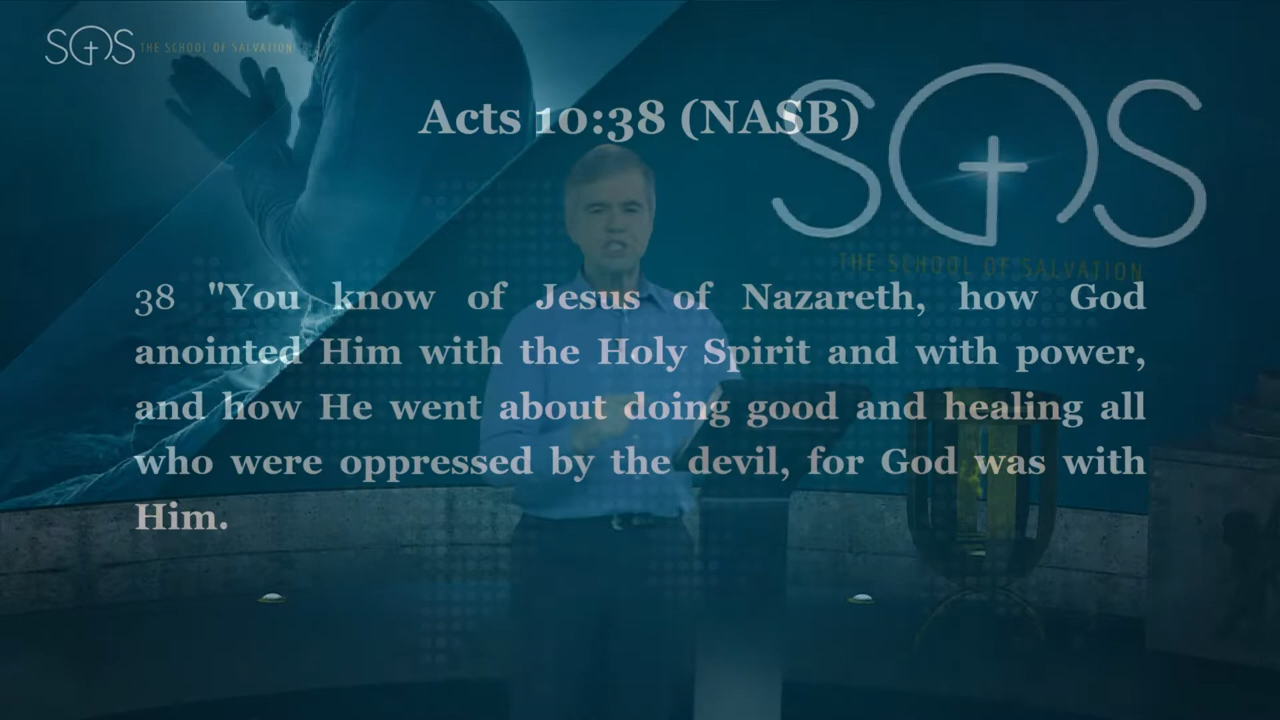 SOS THE SCHOOL OF SALVATION
SOS
THE SCHOOL OF SALVATION
Acts 10:38 (NASB)
38 "You know of Jesus of Nazareth, how God
anointed Him with the Holy Spirit and with power,
and how He went about doing good and healing all
who were oppressed by the devil, for God was with
Him.